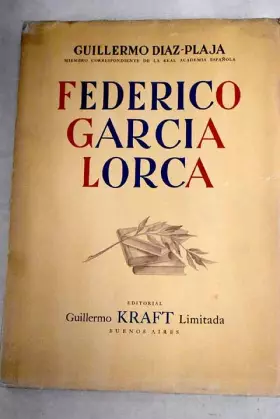 GUILLERMO DIAZ-PLAJA
MIEMBRO CORRESPONDIENTE DE LA REAL ACADEMIA ESPAÑOLA
FEDERICO
GARCIA
LORCA
EDITORIAL
Guillermo KRAFT Limitada
BUENOS AIRES